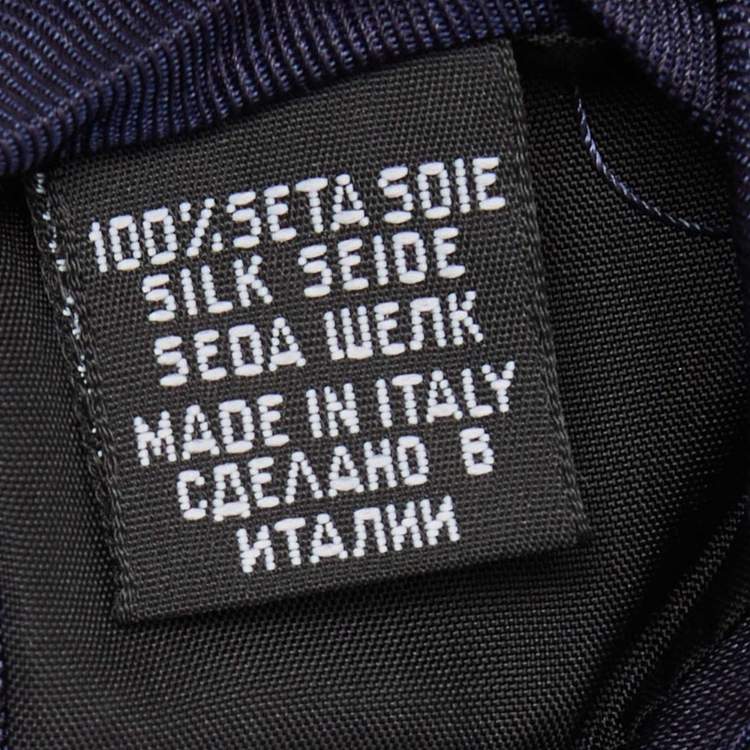 100% SETA SOIE
SILK SEIDE
SEDA ШЕЛК
MADE IN ITALY
СДЕЛАНО В
ИТАЛИИ